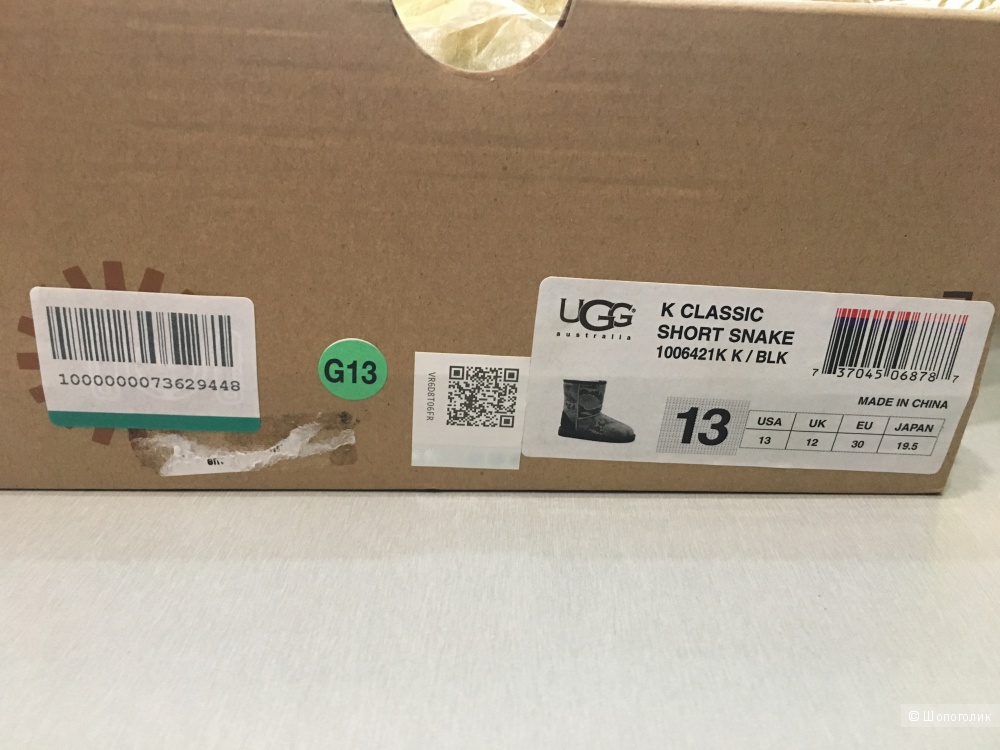 1000000073629448
G13
VR6D8T06FR
UGG®
australia
K CLASSIC
SHORT SNAKE
1006421K K / BLK
7 37045 06878 7
MADE IN CHINA
13
USA UK EU JAPAN
13 12 30 19.5
© Шопоголик